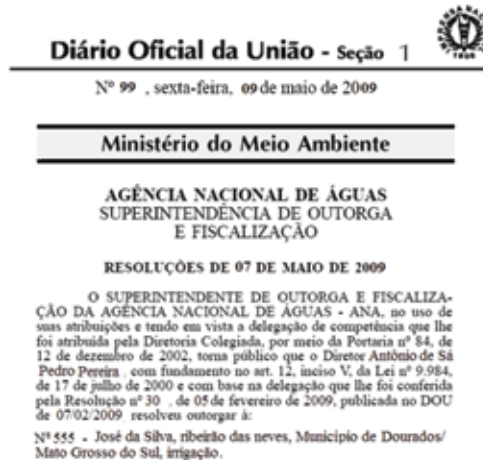 Diário Oficial da União - Seção 1
Nº 99 , sexta-feira, 09 de maio de 2009
Ministério do Meio Ambiente
AGÊNCIA NACIONAL DE ÁGUAS
SUPERINTENDÊNCIA DE OUTORGA
E FISCALIZAÇÃO
RESOLUÇÕES DE 07 DE MAIO DE 2009
O SUPERINTENDENTE DE OUTORGA E FISCALIZA-
ÇÃO DA AGÊNCIA NACIONAL DE ÁGUAS - ANA, no uso de
suas atribuições e tendo em vista a delegação de competência que lhe
foi atribuída pela Diretoria Colegiada, por meio da Portaria nº 84, de
12 de dezembro de 2002, torna público que o Diretor Antônio de Sá
Pedro Pereira , com fundamento no art. 12, inciso V, da Lei nº 9.984,
de 17 de julho de 2000 e com base na delegação que lhe foi conferida
pela Resolução nº 30 , de 05 de fevereiro de 2009, publicada no DOU
de 07/02/2009 resolveu outorgar à:
Nº 555 - José da Silva, ribeirão das neves, Município de Dourados/
Mato Grosso do Sul, irrigação.